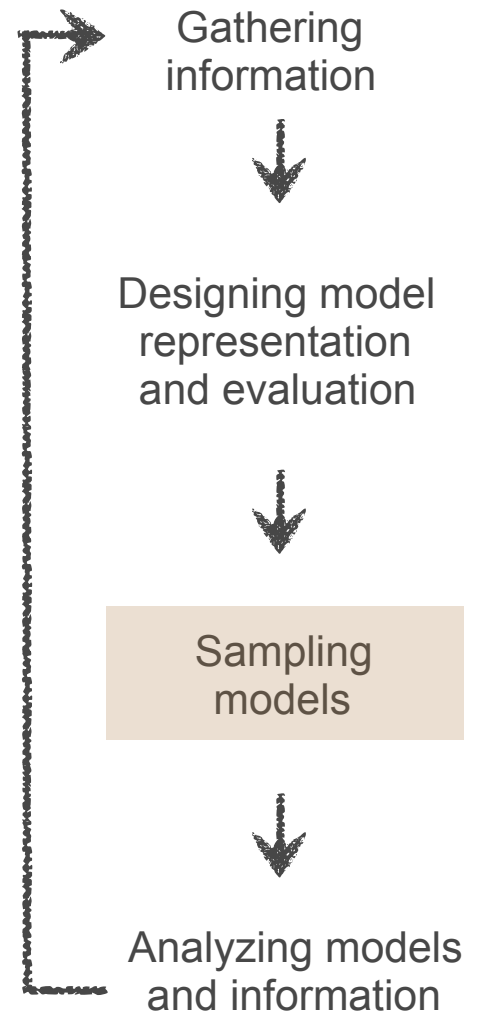 Gathering
information
Designing model
representation
and evaluation
Sampling
models
Analyzing models
and information